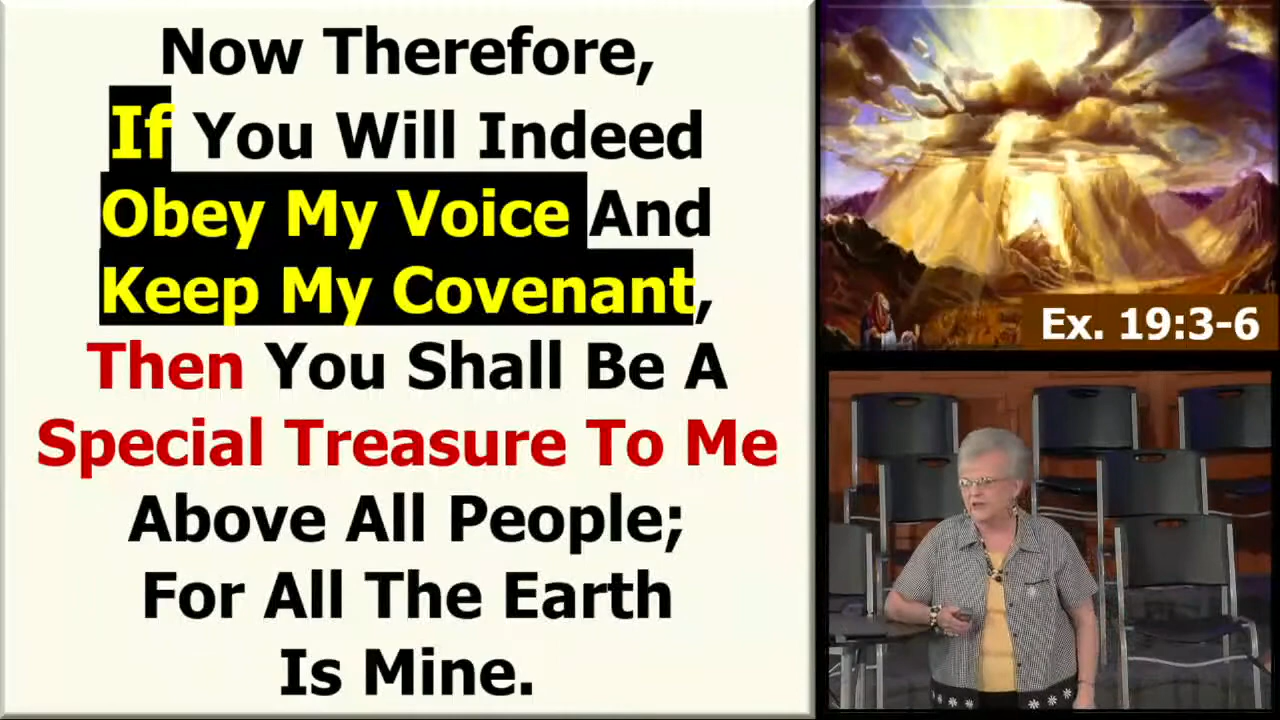 Now Therefore,
If You Will Indeed
Obey My Voice And
Keep My Covenant,
Then You Shall Be A
Special Treasure To Me
Above All People;
For All The Earth
Is Mine.
Ex. 19:3-6